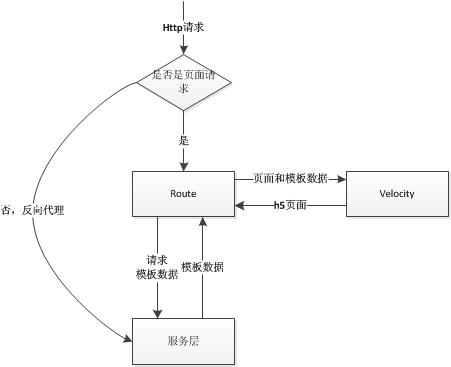 Http请求
是否是页面请
求
是
页面和模板数据
Route
Velocity
h5页面
否，反向代理
请求
模板数据
模板数据
服务层